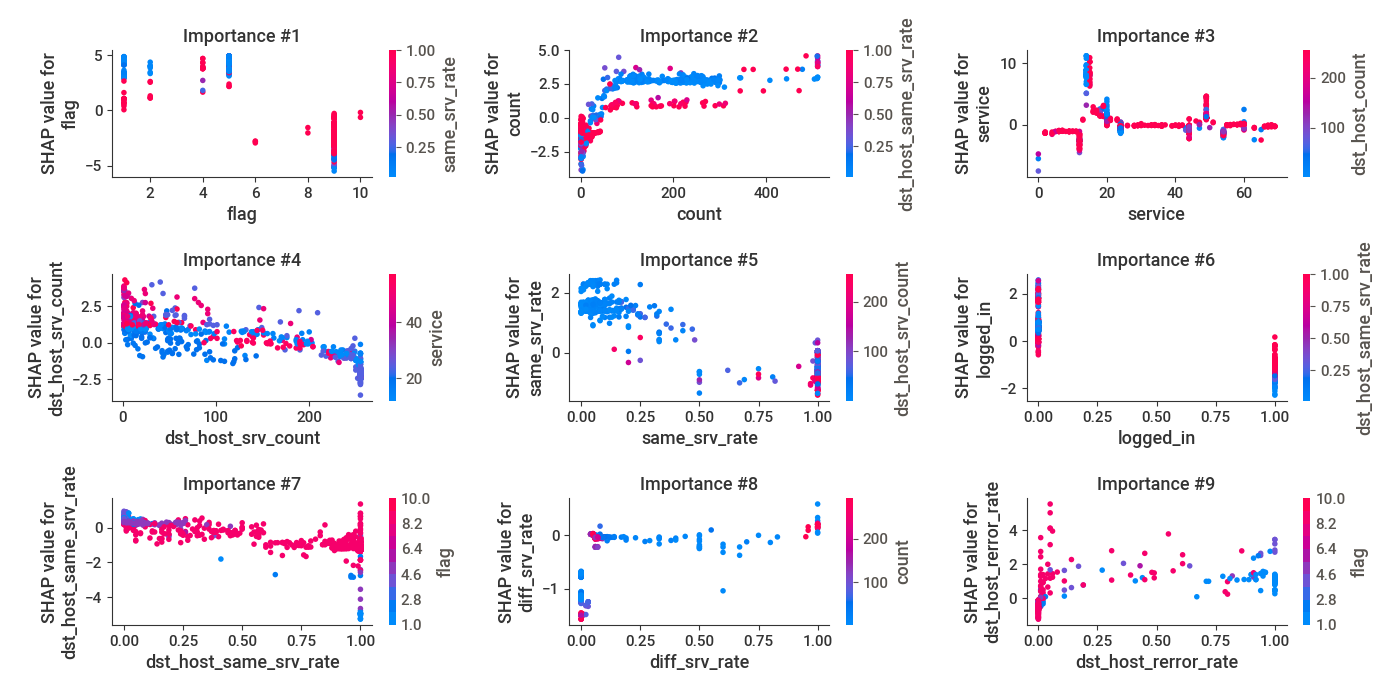 Importance #1
SHAP value for
flag
5
0
−5
2
4
6
8
10
flag
1.00
0.75
0.50
0.25
same_srv_rate
Importance #2
SHAP value for
count
5.0
2.5
0.0
−2.5
0
200
400
count
1.00
0.75
0.50
0.25
dst_host_same_srv_rate
Importance #3
SHAP value for
service
10
0
0
20
40
60
service
200
100
dst_host_count
Importance #4
SHAP value for
dst_host_srv_count
2.5
0.0
−2.5
0
100
200
dst_host_srv_count
40
20
service
Importance #5
SHAP value for
same_srv_rate
2
0
0.00
0.25
0.50
0.75
1.00
same_srv_rate
200
100
dst_host_srv_count
Importance #6
SHAP value for
logged_in
2
0
−2
0.00
0.25
0.50
0.75
1.00
logged_in
1.00
0.75
0.50
0.25
dst_host_same_srv_rate
Importance #7
SHAP value for
dst_host_same_srv_rate
0
−2
−4
0.00
0.25
0.50
0.75
1.00
dst_host_same_srv_rate
10.0
8.2
6.4
4.6
2.8
1.0
flag
Importance #8
SHAP value for
diff_srv_rate
0
−1
0.00
0.25
0.50
0.75
1.00
diff_srv_rate
200
100
count
Importance #9
SHAP value for
dst_host_rerror_rate
4
2
0
0.00
0.25
0.50
0.75
1.00
dst_host_rerror_rate
10.0
8.2
6.4
4.6
2.8
1.0
flag